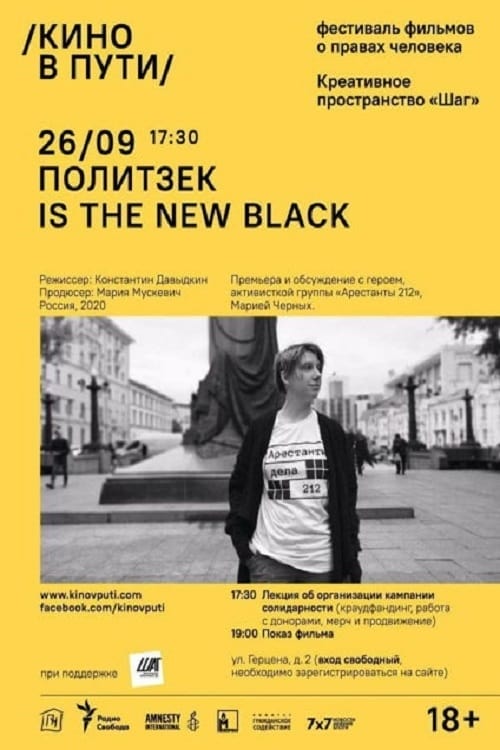 /КИНО
В ПУТИ/
фестиваль фильмов
о правах человека
Креативное
пространство «Шаг»
26/09 17:30
ПОЛИТЗЕК
IS THE NEW BLACK
Режиссер: Константин Давыдкин
Продюсер: Мария Мускевич
Россия, 2020
Премьера и обсуждение с героем,
активисткой группы «Арестанты 212»,
Марией Черных.
Арестанты
дела
212
www.kinovputi.com
facebook.com/kinovputi
17:30 Лекция об организации кампании
солидарности (краудфандинг, работа
с донорами, мерч и продвижение)
19:00 Показ фильма
ул. Герцена, д. 2 (вход свободный,
необходимо зарегистрироваться на сайте)
при поддержке
ШАГ
Радио
Свобода
AMNESTY
INTERNATIONAL
ГРАЖДАНСКОЕ
СОДЕЙСТВИЕ
7x7
18+